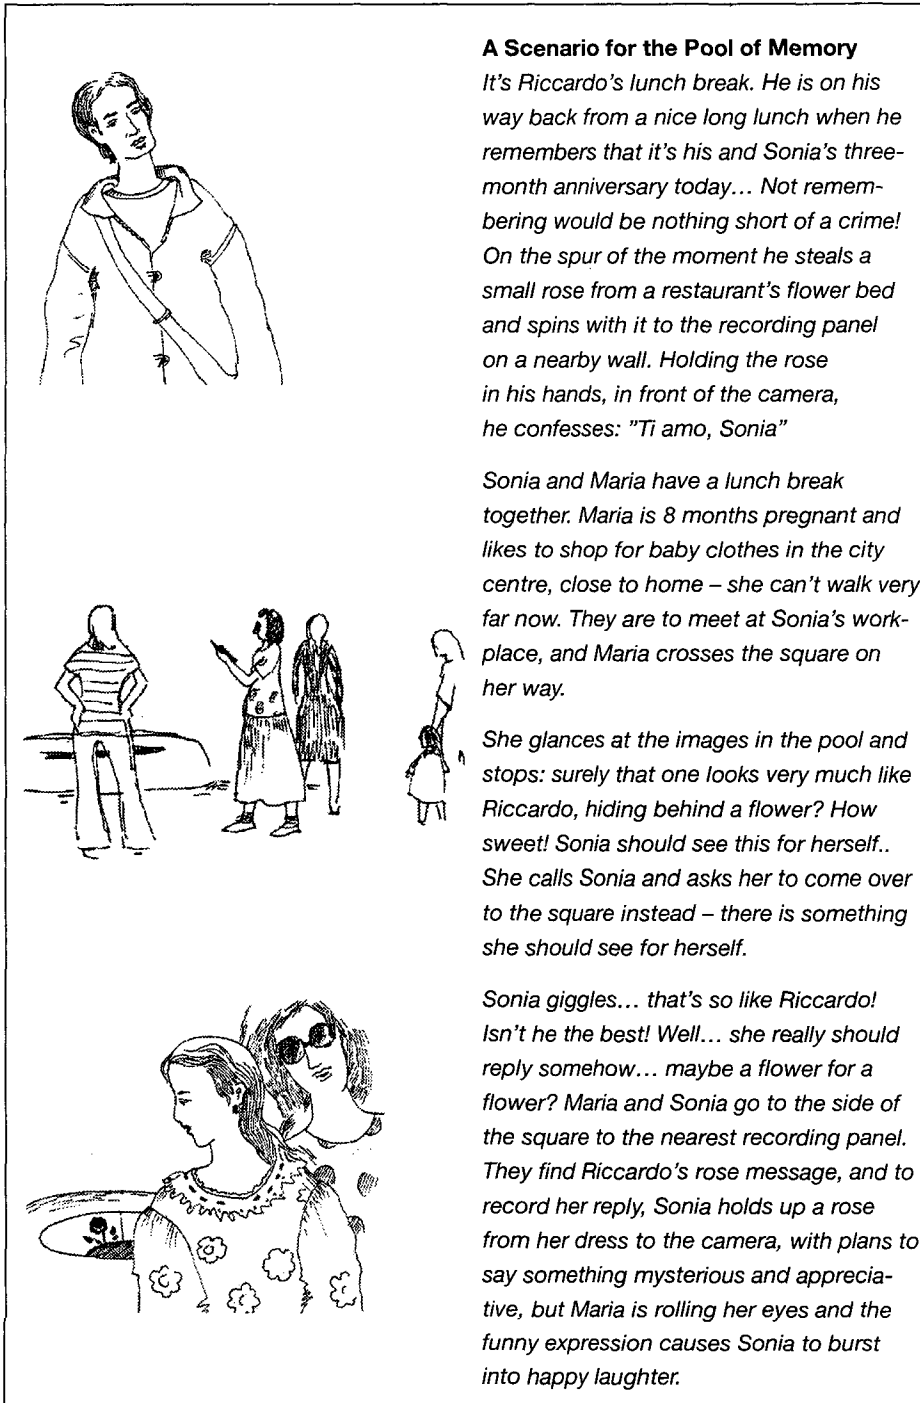 A Scenario for the Pool of Memory
It's Riccardo's lunch break. He is on his
way back from a nice long lunch when he
remembers that it's his and Sonia's three-
month anniversary today... Not remem-
bering would be nothing short of a crime!
On the spur of the moment he steals a
small rose from a restaurant's flower bed
and spins with it to the recording panel
on a nearby wall. Holding the rose
in his hands, in front of the camera,
he confesses: "Ti amo, Sonia"
Sonia and Maria have a lunch break
together. Maria is 8 months pregnant and
likes to shop for baby clothes in the city
centre, close to home – she can't walk very
far now. They are to meet at Sonia's work-
place, and Maria crosses the square on
her way.
She glances at the images in the pool and
stops: surely that one looks very much like
Riccardo, hiding behind a flower? How
sweet! Sonia should see this for herself..
She calls Sonia and asks her to come over
to the square instead – there is something
she should see for herself.
Sonia giggles... that's so like Riccardo!
Isn't he the best! Well... she really should
reply somehow... maybe a flower for a
flower? Maria and Sonia go to the side of
the square to the nearest recording panel.
They find Riccardo's rose message, and to
record her reply, Sonia holds up a rose
from her dress to the camera, with plans to
say something mysterious and apprecia-
tive, but Maria is rolling her eyes and the
funny expression causes Sonia to burst
into happy laughter.